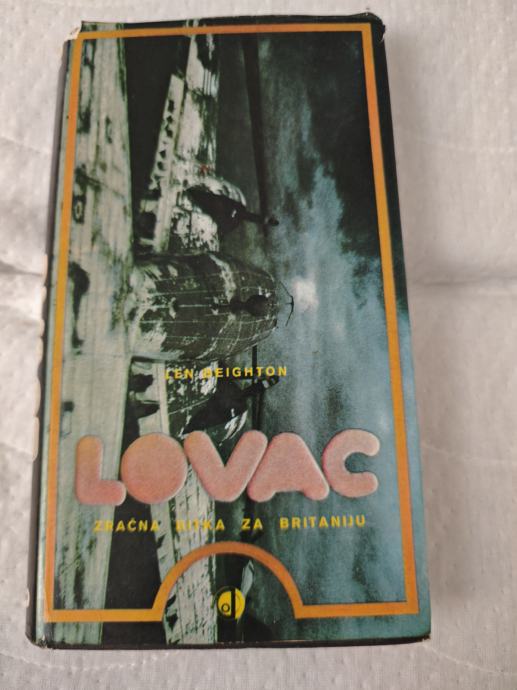 LEN DEIGHTON
LOVAC
ZRAČNA BITKA ZA BRITANIJU
d